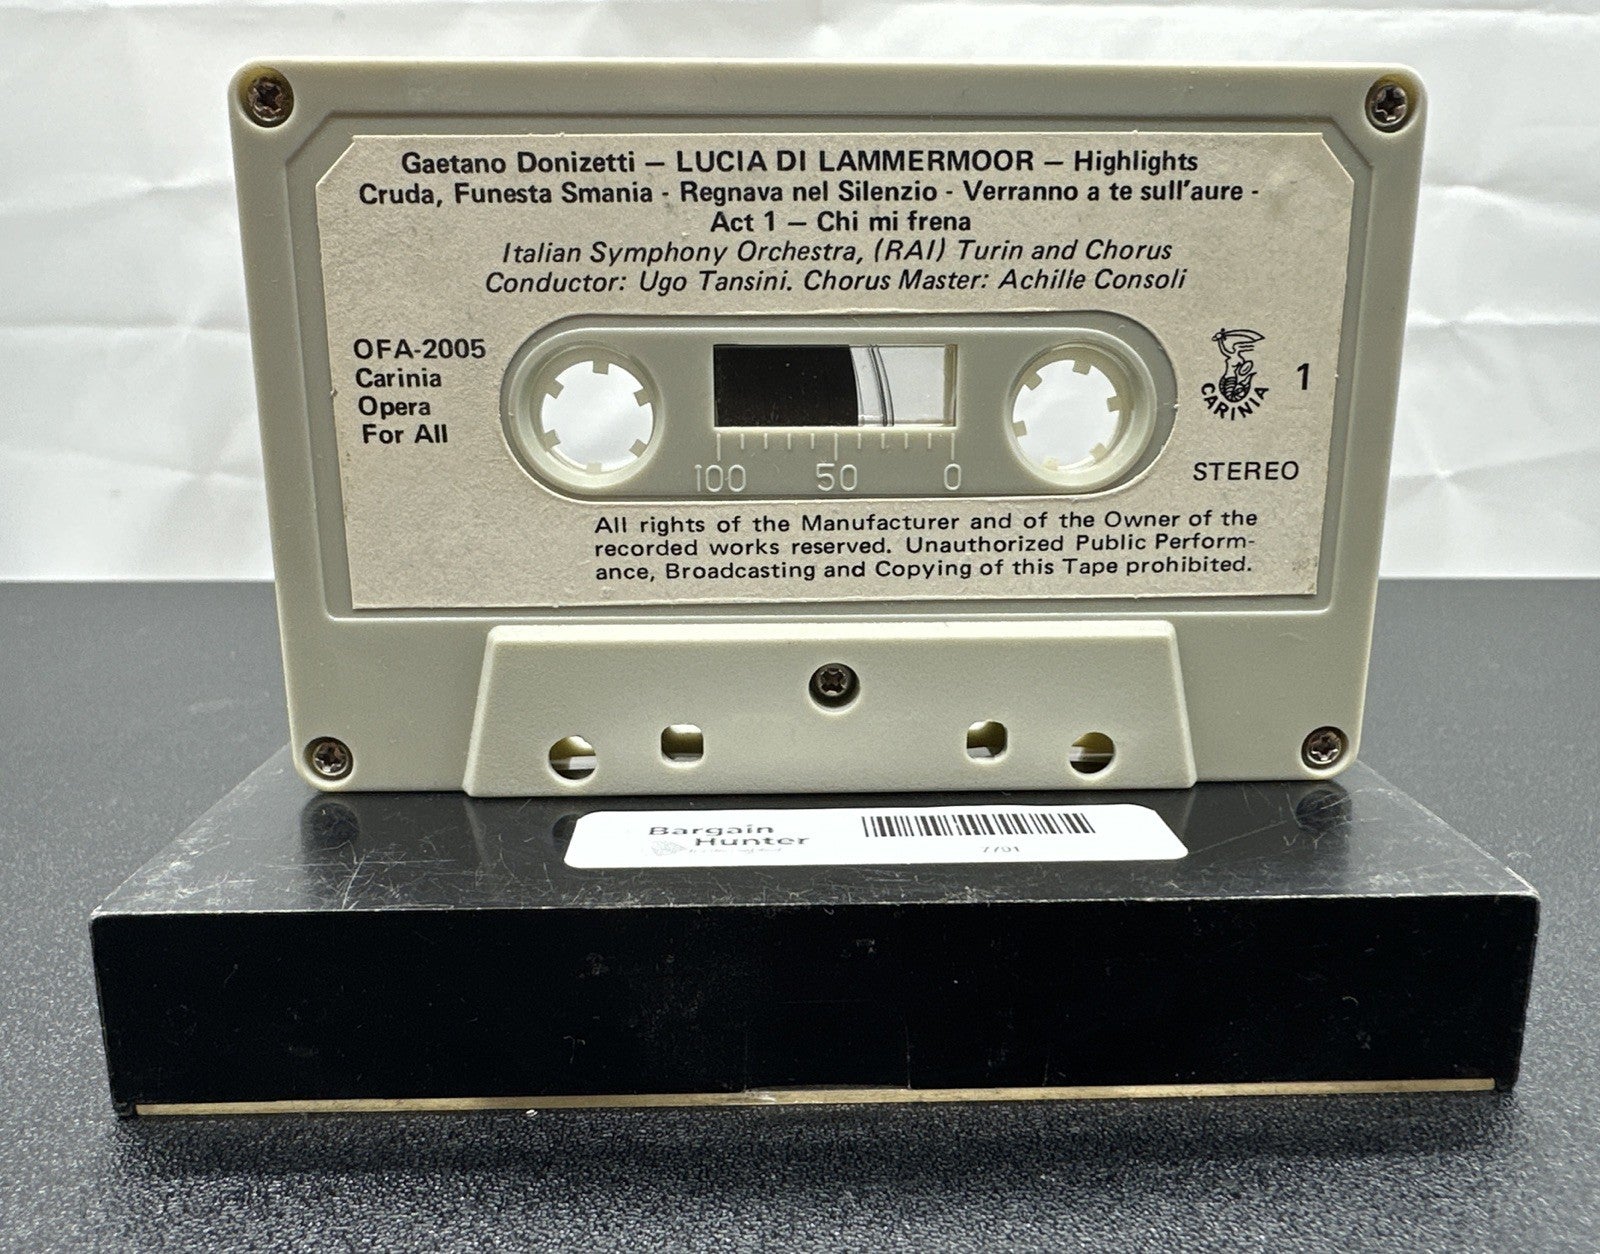 Gaetano Donizetti — LUCIA DI LAMMERMOOR — Highlights
Cruda, Funesta Smania - Regnava nel Silenzio - Verranno a te sull'aure -
Act 1 — Chi mi frena
Italian Symphony Orchestra, (RAI) Turin and Chorus
Conductor: Ugo Tansini. Chorus Master: Achille Consoli
OFA-2005
Carinia
Opera
For All
CARINIA
1
STEREO
100 50 0
All rights of the Manufacturer and of the Owner of the
recorded works reserved. Unauthorized Public Perform-
ance, Broadcasting and Copying of this Tape prohibited.
Bargain
Hunter
7701